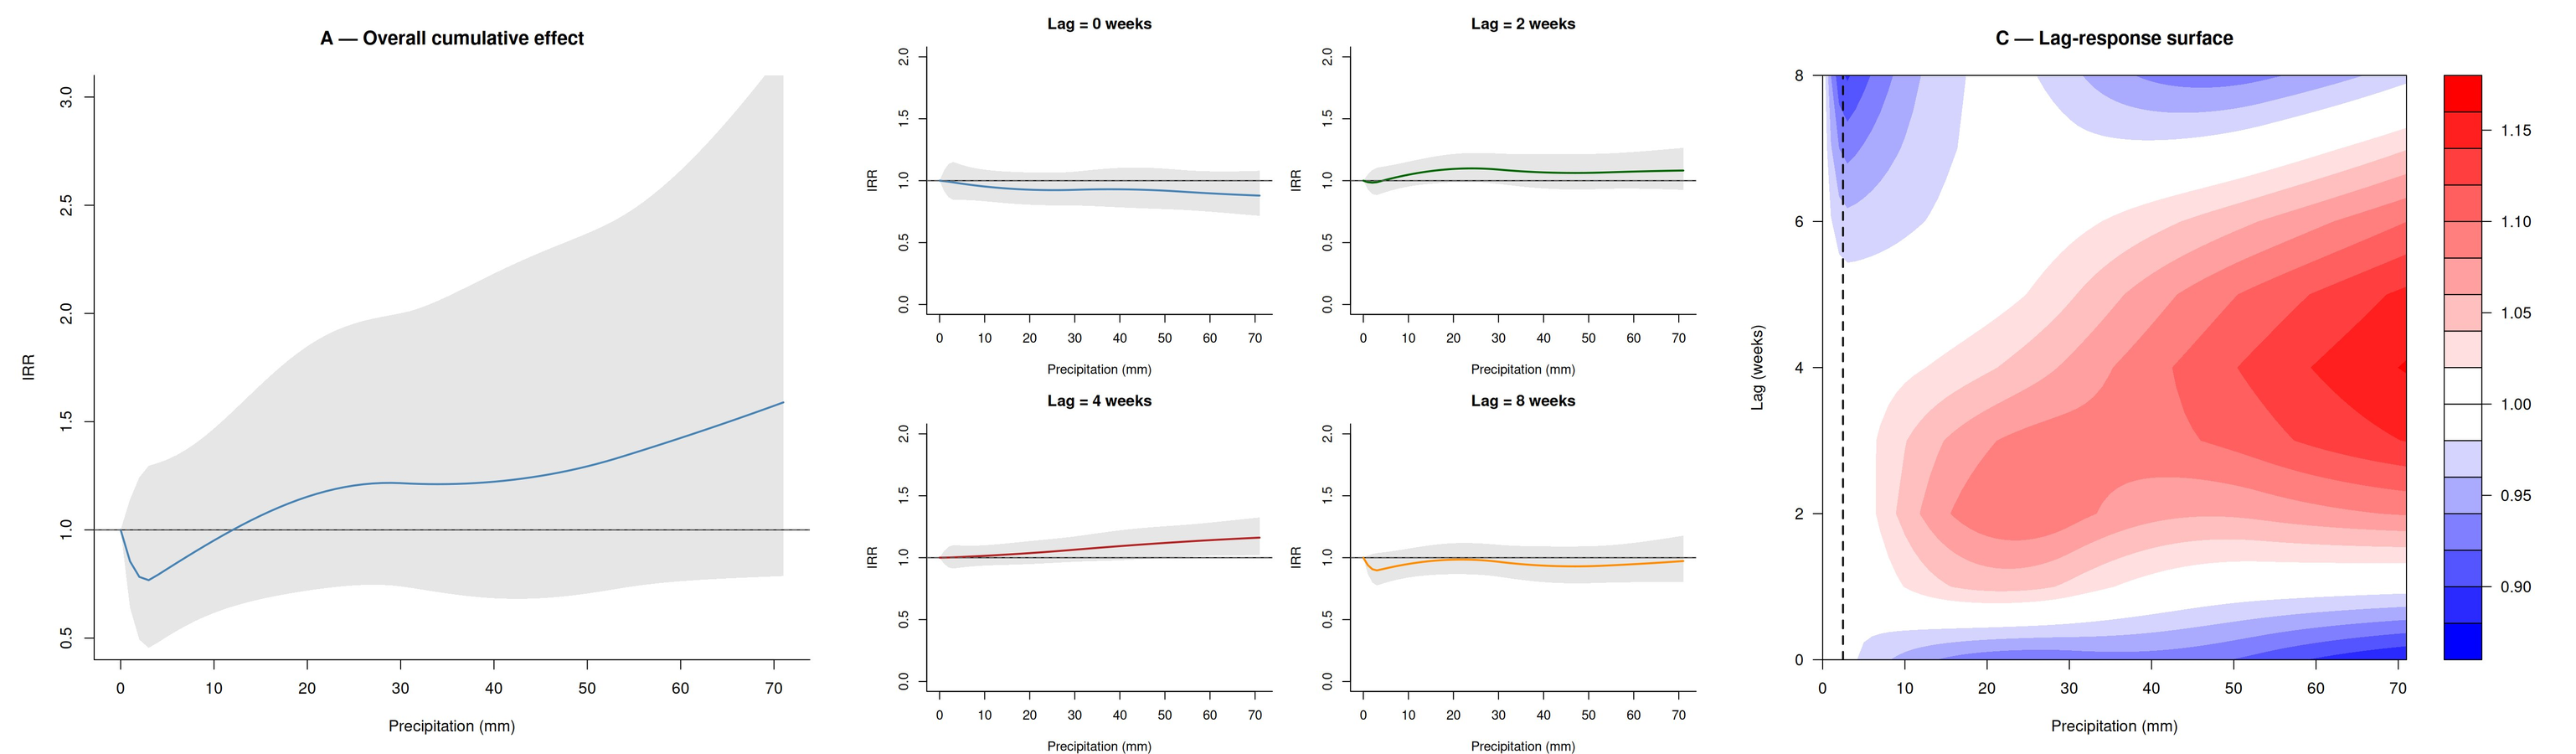 A — Overall cumulative effect
IRR
3.0
2.5
2.0
1.5
1.0
0.5
0 10 20 30 40 50 60 70
Precipitation (mm)
Lag = 0 weeks
IRR
2.0
1.5
1.0
0.5
0.0
0 10 20 30 40 50 60 70
Precipitation (mm)
Lag = 2 weeks
IRR
2.0
1.5
1.0
0.5
0.0
0 10 20 30 40 50 60 70
Precipitation (mm)
Lag = 4 weeks
IRR
2.0
1.5
1.0
0.5
0.0
0 10 20 30 40 50 60 70
Precipitation (mm)
Lag = 8 weeks
IRR
2.0
1.5
1.0
0.5
0.0
0 10 20 30 40 50 60 70
Precipitation (mm)
C — Lag-response surface
Lag (weeks)
8
6
4
2
0
0 10 20 30 40 50 60 70
Precipitation (mm)
1.15
1.10
1.05
1.00
0.95
0.90